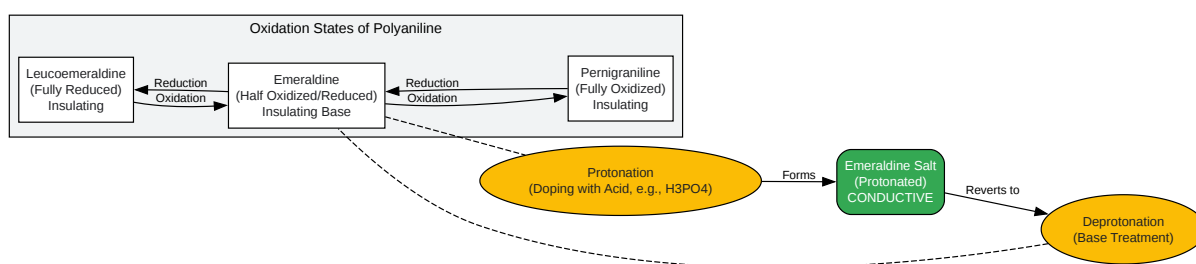 Oxidation States of Polyaniline
Leucoemeraldine
(Fully Reduced)
Insulating
Reduction
Oxidation
Emeraldine
(Half Oxidized/Reduced)
Insulating Base
Reduction
Oxidation
Pernigraniline
(Fully Oxidized)
Insulating
Protonation
(Doping with Acid, e.g., H3PO4)
Forms
Emeraldine Salt
(Protonated)
CONDUCTIVE
Reverts to
Deprotonation
(Base Treatment)